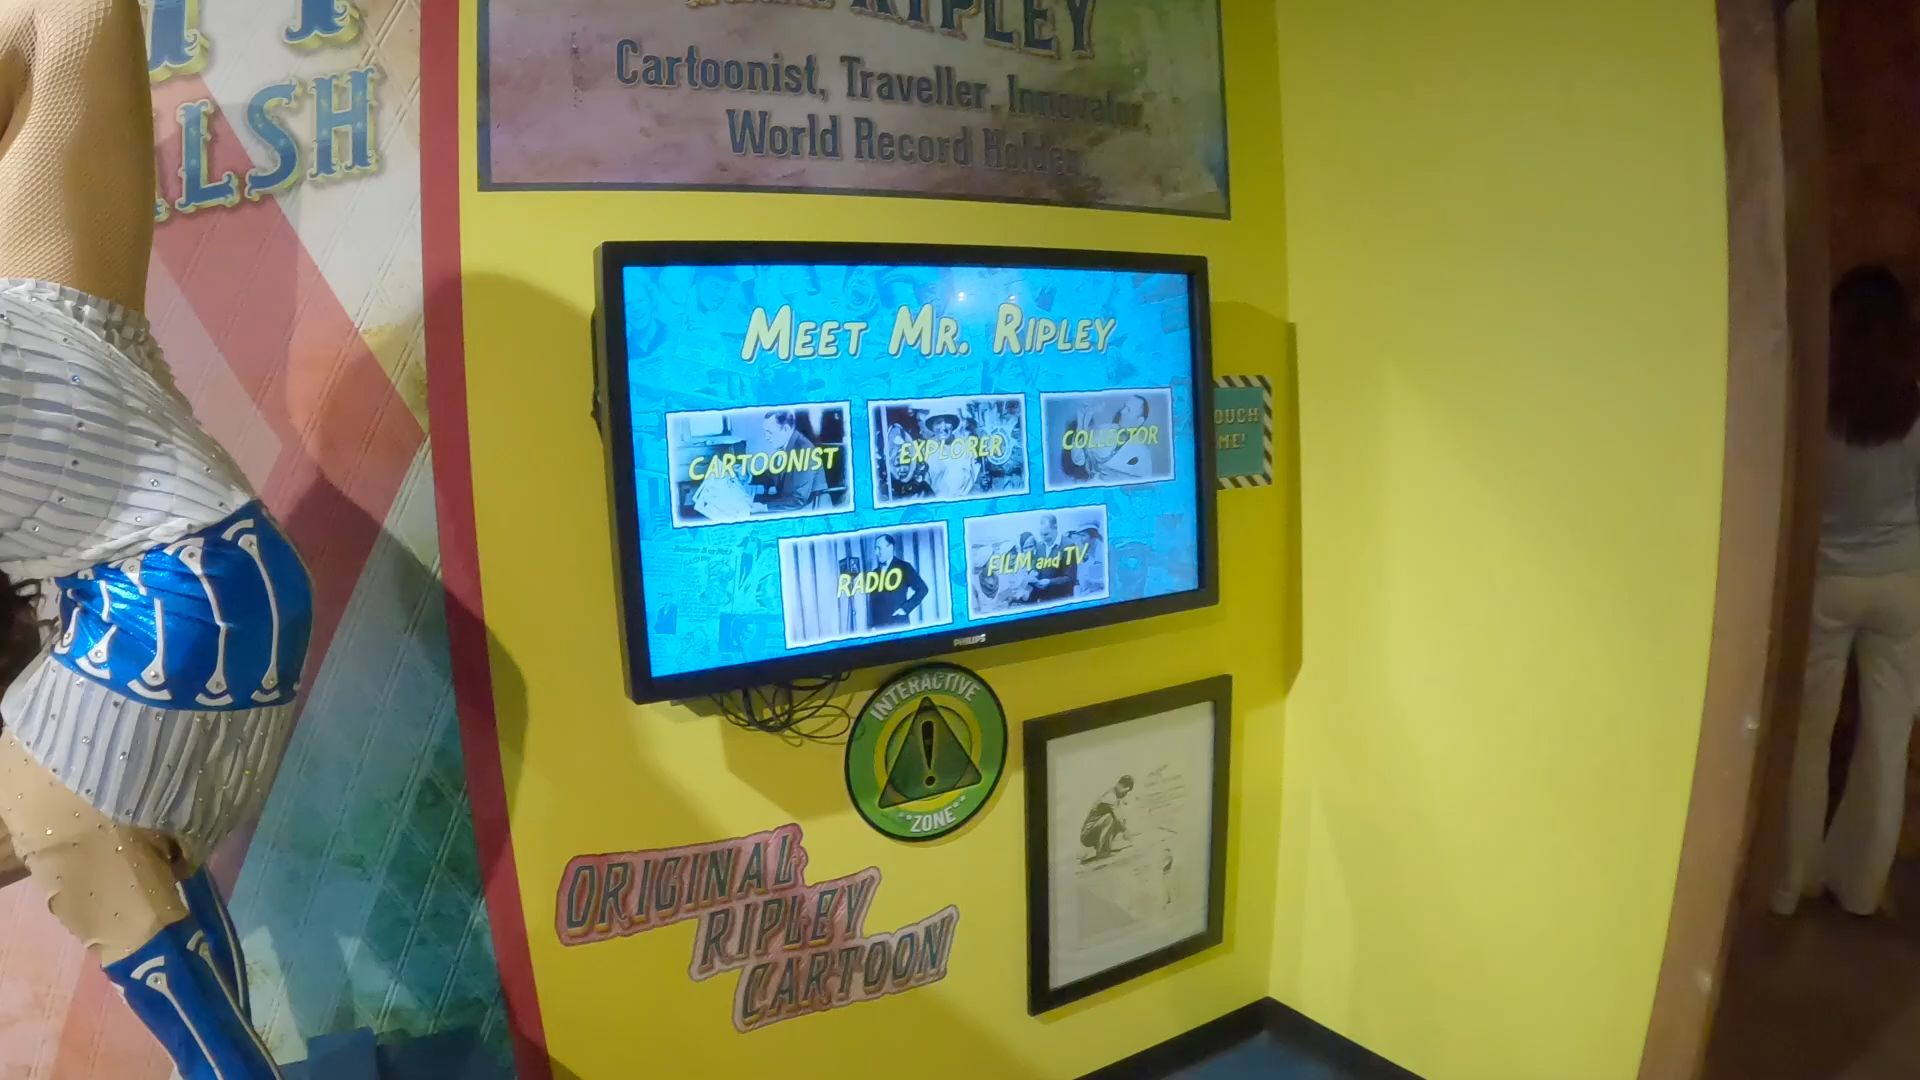 LSH
RIPLEY
Cartoonist, Traveller, Innovator,
World Record Holder
MEET MR. RIPLEY
CARTOONIST
EXPLORER
COLLECTOR
RADIO
FILM and TV
PHILIPS
OUCH
ME!
INTERACTIVE
ZONE
ORIGINAL
RIPLEY
CARTOON